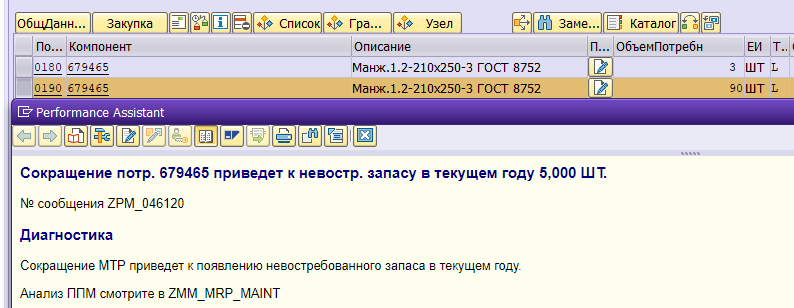 ОбщДанн... Закупка Список Гра... Узел Заме... Каталог
По... Компонент Описание П... ОбъемПотребн ЕИ Т..
0180 679465 Манж.1.2-210х250-3 ГОСТ 8752 3 ШТ L
0190 679465 Манж.1.2-210х250-3 ГОСТ 8752 90 ШТ L
Performance Assistant
Сокращение потр. 679465 приведет к невостр. запасу в текущем году 5,000 ШТ.
№ сообщения ZPM_046120
Диагностика
Сокращение МТР приведет к появлению невостребованного запаса в текущем году.
Анализ ППМ смотрите в ZMM_MRP_MAINT